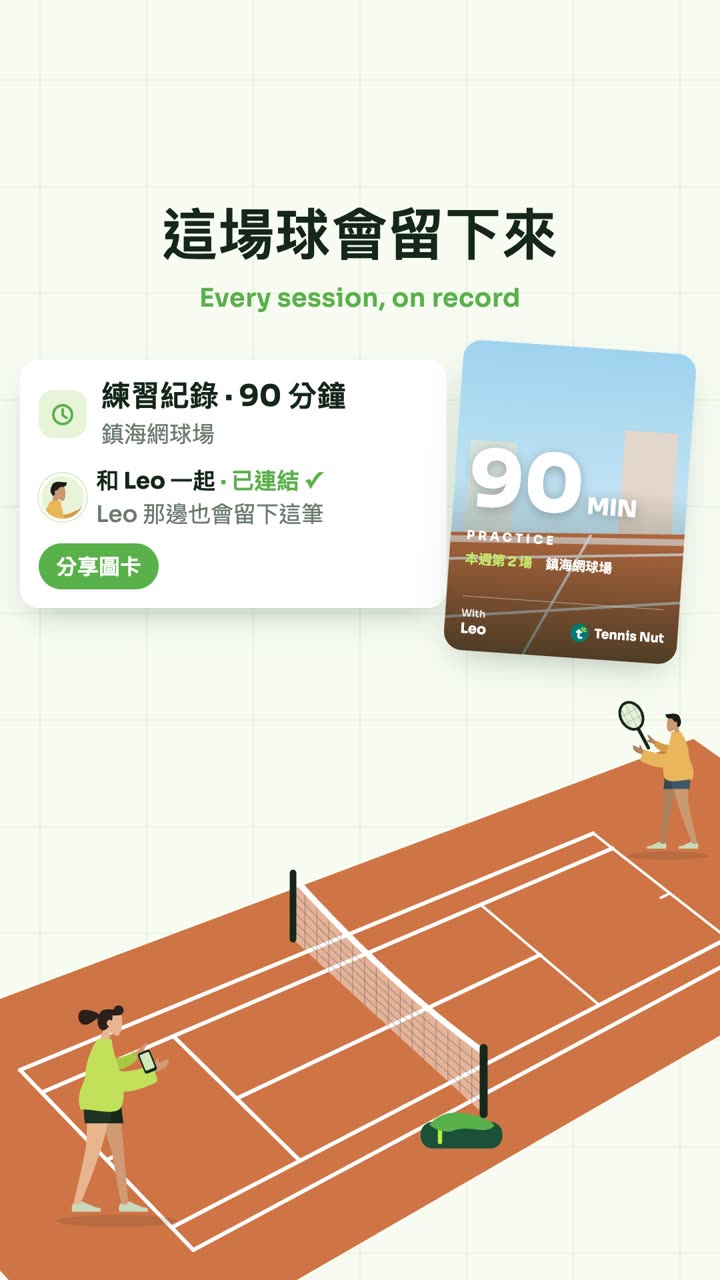 這場球會留下來
Every session, on record
練習紀錄 · 90 分鐘
鎮海網球場
和 Leo 一起 · 已連結 ✓
Leo 那邊也會留下這筆
分享圖卡
90 MIN
PRACTICE
本週第 2 場 鎮海網球場
With
Leo
t Tennis Nut